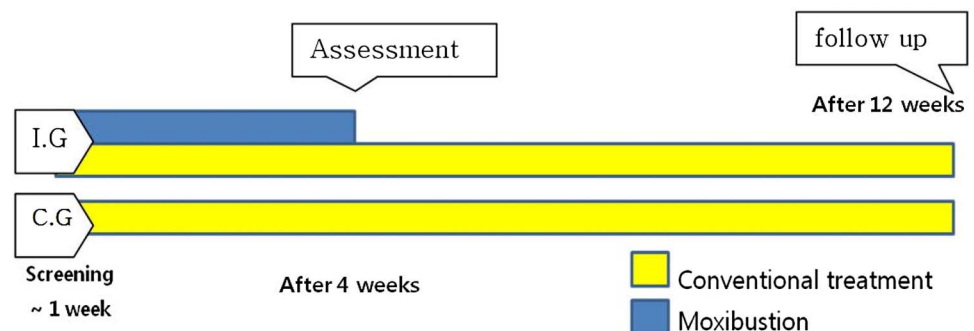 Assessment
follow up
After 12 weeks
I.G
C.G
Screening
~ 1 week
After 4 weeks
Conventional treatment
Moxibustion